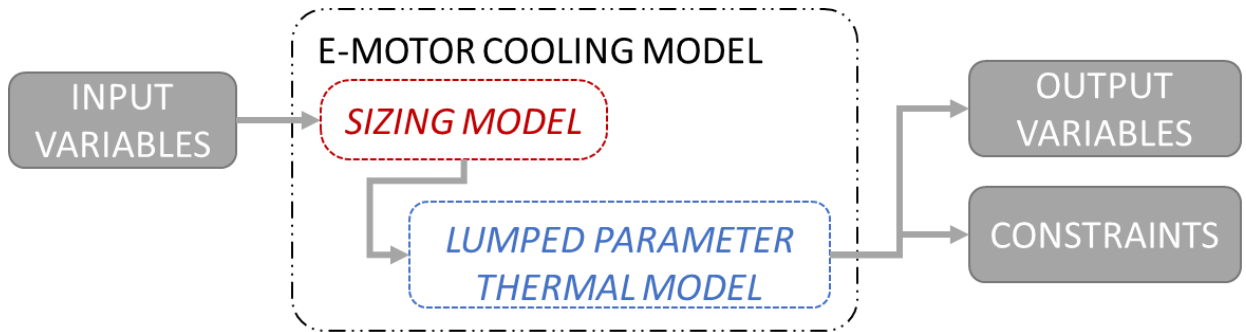 E-MOTOR COOLING MODEL
INPUT
VARIABLES
SIZING MODEL
LUMPED PARAMETER
THERMAL MODEL
OUTPUT
VARIABLES
CONSTRAINTS